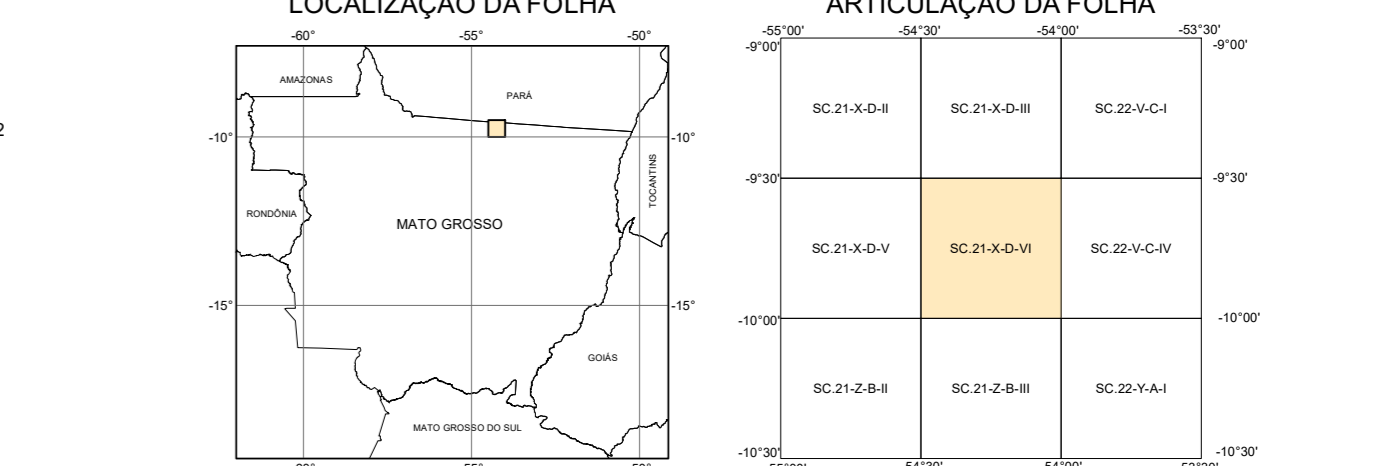 LOCALIZAÇÃO DA FOLHA
-60° -55° -50°
AMAZONAS
PARÁ
-10° -10°
TOCANTINS
RONDÔNIA
MATO GROSSO
-15° -15°
GOIÁS
MATO GROSSO DO SUL
2
ARTICULAÇÃO DA FOLHA
-55°00' -54°30' -54°00' -53°30'
-9°00' -9°00'
SC.21-X-D-II SC.21-X-D-III SC.22-V-C-I
-9°30' -9°30'
SC.21-X-D-V SC.21-X-D-VI SC.22-V-C-IV
-10°00' -10°00'
SC.21-Z-B-II SC.21-Z-B-III SC.22-Y-A-I
-10°30' -10°30'